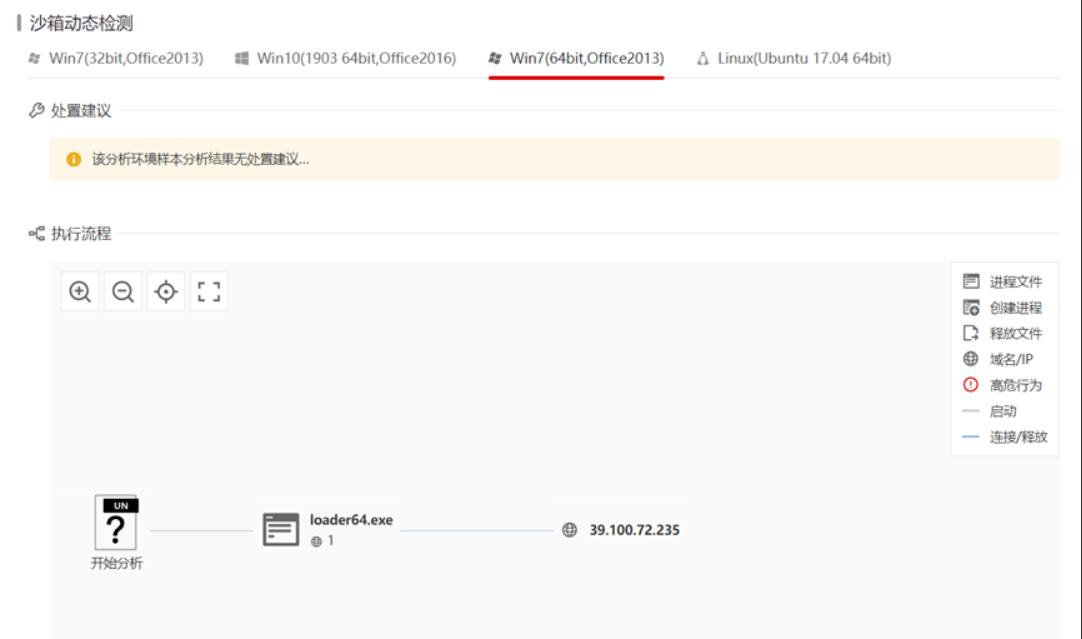 沙箱动态检测
Win7(32bit,Office2013) Win10(1903 64bit,Office2016) Win7(64bit,Office2013) Linux(Ubuntu 17.04 64bit)
处置建议
该分析环境样本分析结果无处置建议...
执行流程
进程文件
创建进程
释放文件
域名/IP
高危行为
启动
连接/释放
UN
?
开始分析
loader64.exe
1
39.100.72.235